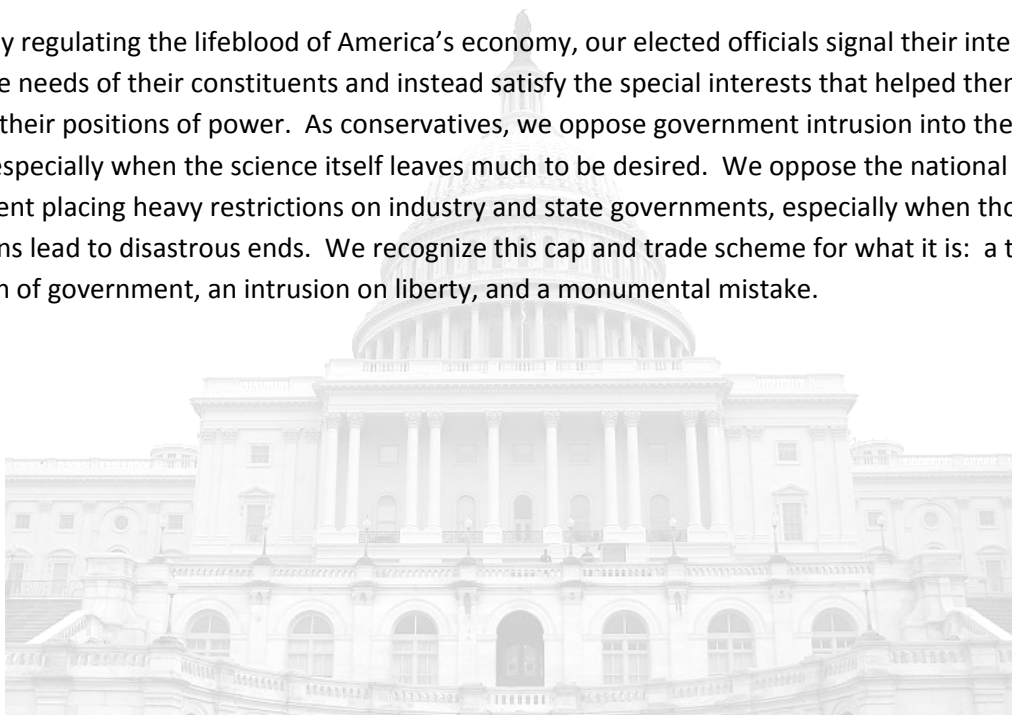 y regulating the lifeblood of America's economy, our elected officials signal their inte
e needs of their constituents and instead satisfy the special interests that helped then
their positions of power.  As conservatives, we oppose government intrusion into the
especially when the science itself leaves much to be desired.  We oppose the national
ent placing heavy restrictions on industry and state governments, especially when tho
ns lead to disastrous ends.  We recognize this cap and trade scheme for what it is:  a t
n of government, an intrusion on liberty, and a monumental mistake.